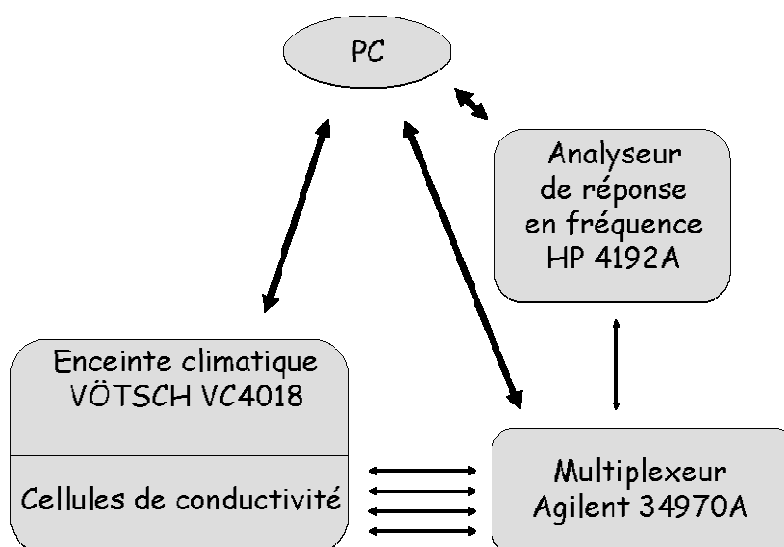 PC
Analyseur
de réponse
en fréquence
HP 4192A
Enceinte climatique
VÖTSCH VC4018
Cellules de conductivité
Multiplexeur
Agilent 34970A